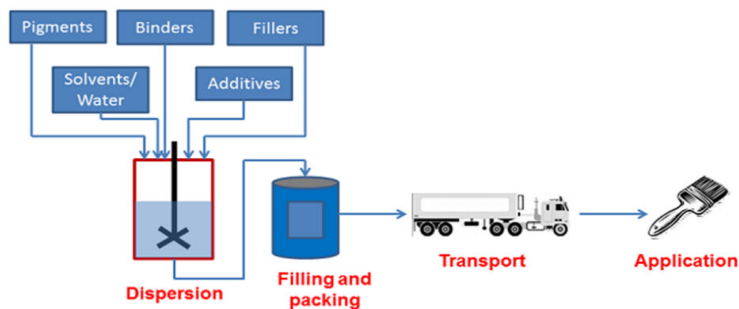 Pigments
Binders
Fillers
Solvents/
Water
Additives
Dispersion
Filling and
packing
Transport
Application